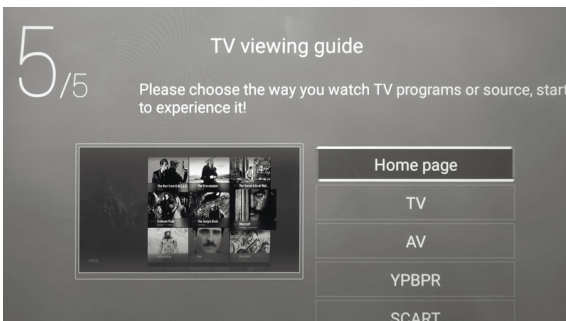 5/5
TV viewing guide
Please choose the way you watch TV programs or source, start
to experience it!
Home page
TV
AV
YPBPR
SCART